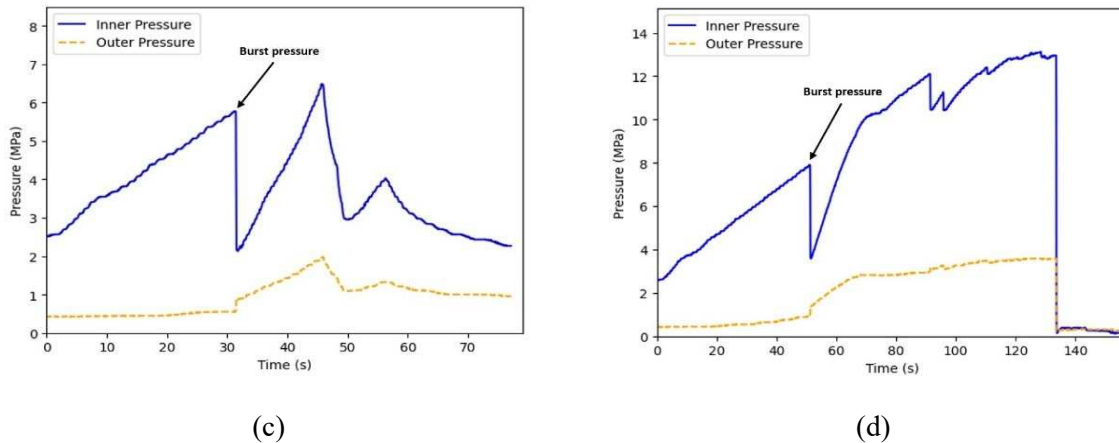 8
7
6
5
4
3
2
1
0
Pressure (MPa)
Inner Pressure
Outer Pressure
Burst pressure
0 10 20 30 40 50 60 70
Time (s)
(c)
14
12
10
8
6
4
2
0
Pressure (MPa)
Inner Pressure
Outer Pressure
Burst pressure
0 20 40 60 80 100 120 140
Time (s)
(d)